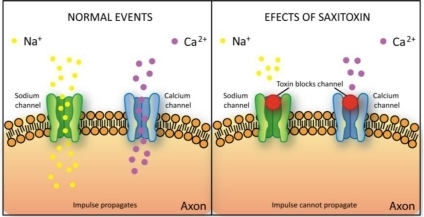 NORMAL EVENTS
Na+
Ca2+
Sodium
channel
Calcium
channel
Impulse propagates
Axon
EFECTS OF SAXITOXIN
Na+
Ca2+
Toxin blocks channel
Sodium
channel
Calcium
channel
Impulse cannot propagate
Axon